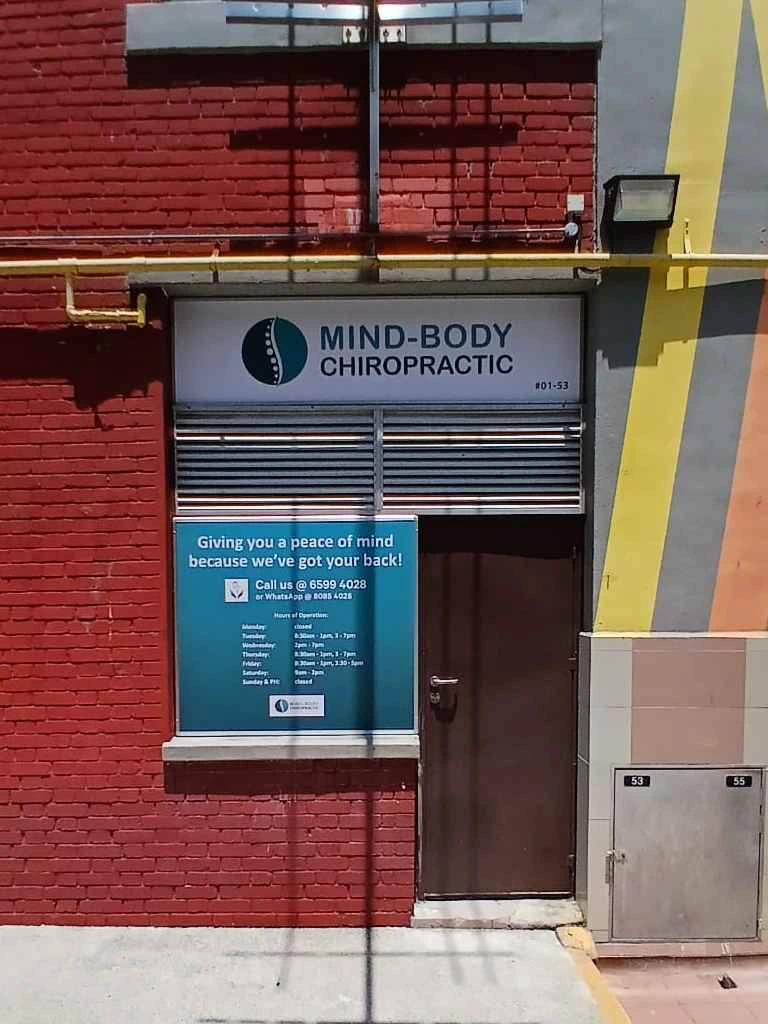 MIND-BODY
CHIROPRACTIC
#01-53
Giving you a peace of mind
because we've got your back!
Call us @ 6599 4028
or WhatsApp @ 8085 4028
Hours of Operation:
Monday: closed
Tuesday: 8:30am - 1pm, 3 - 7pm
Wednesday: 2pm - 7pm
Thursday: 8:30am - 1pm, 3 - 7pm
Friday: 8:30am - 1pm, 2:30 - 5pm
Saturday: 9am - 2pm
Sunday & PH: closed
MIND-BODY
CHIROPRACTIC
53 55